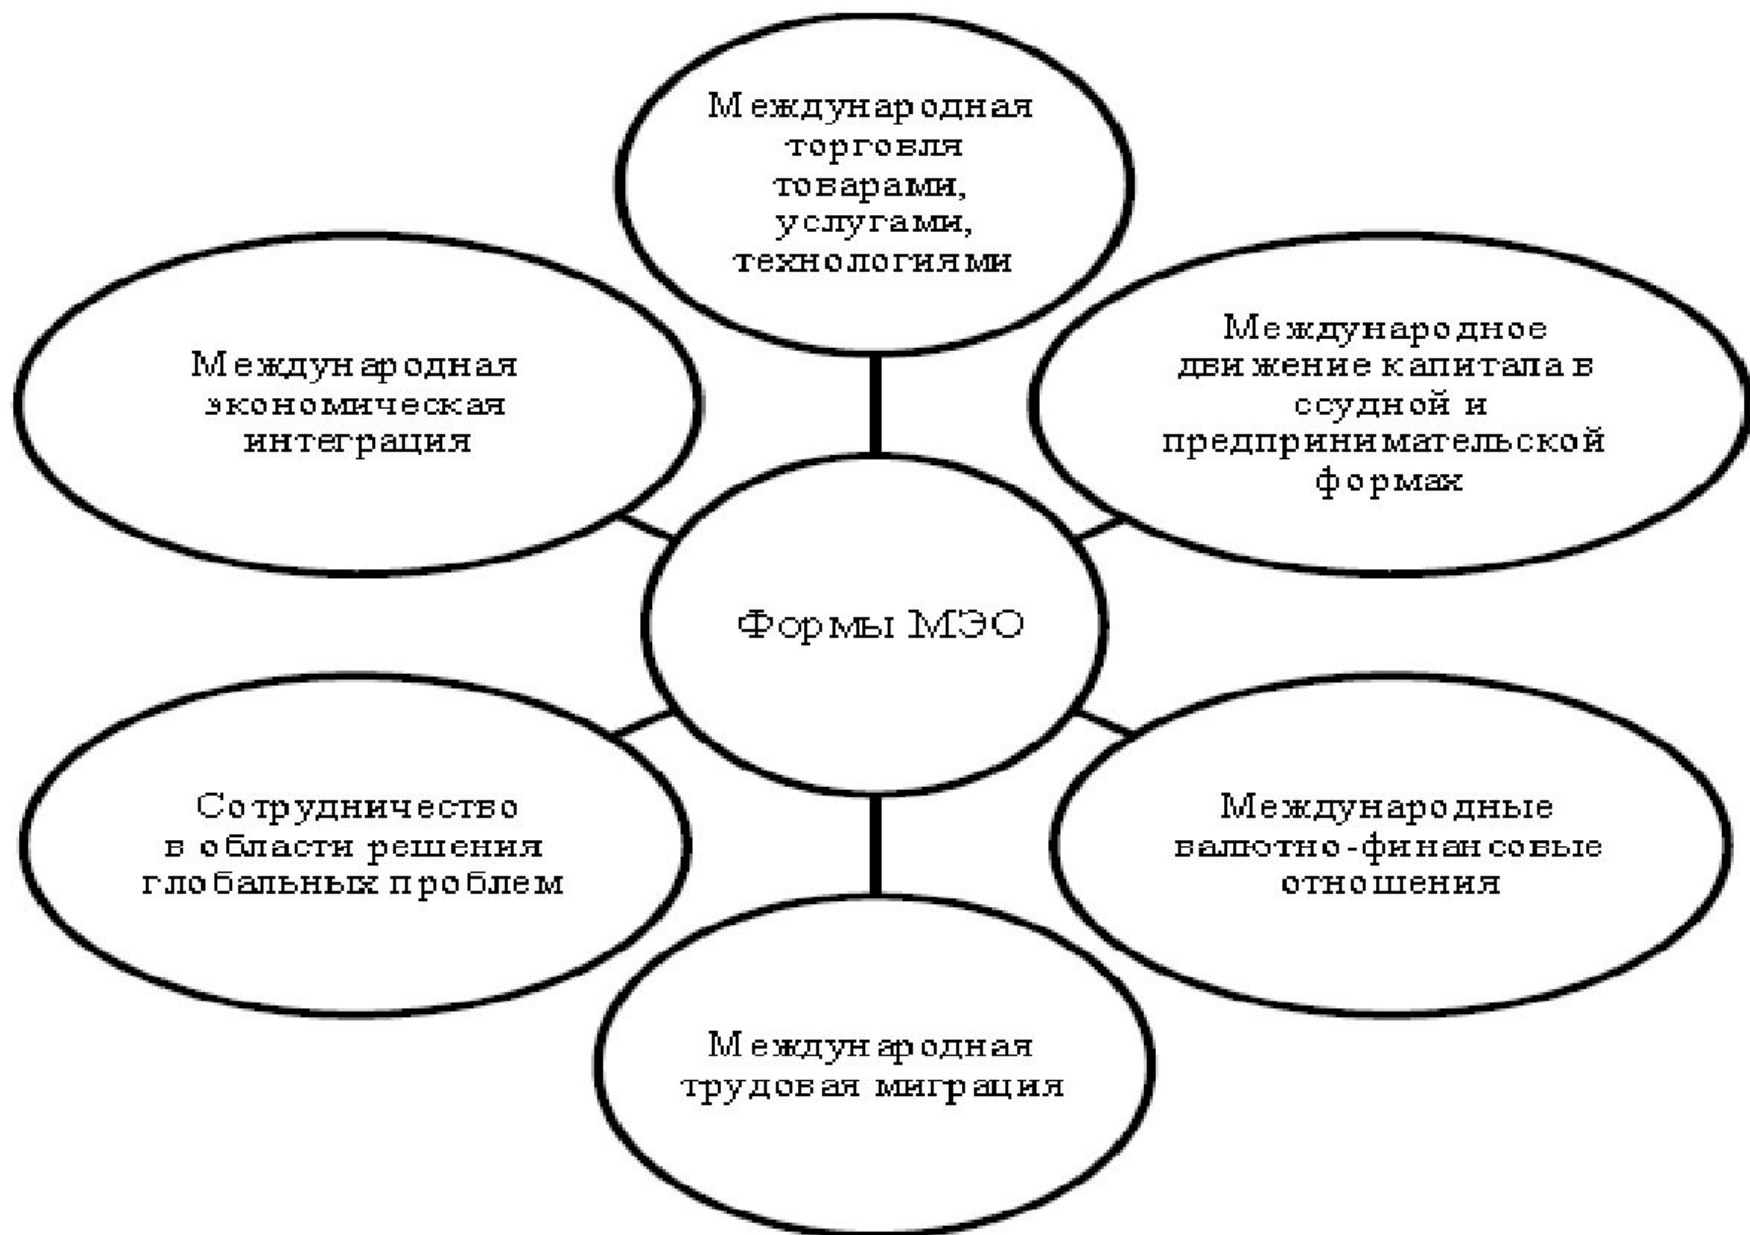 Международная
торговля
товарами,
услугами,
технологиями
Международная
экономическая
интеграция
Международное
движение капитала в
ссудной и
предпринимательской
формах
Формы МЭО
Сотрудничество
в области решения
глобальных проблем
Международные
валютно-финансовые
отношения
Международная
трудовая миграция